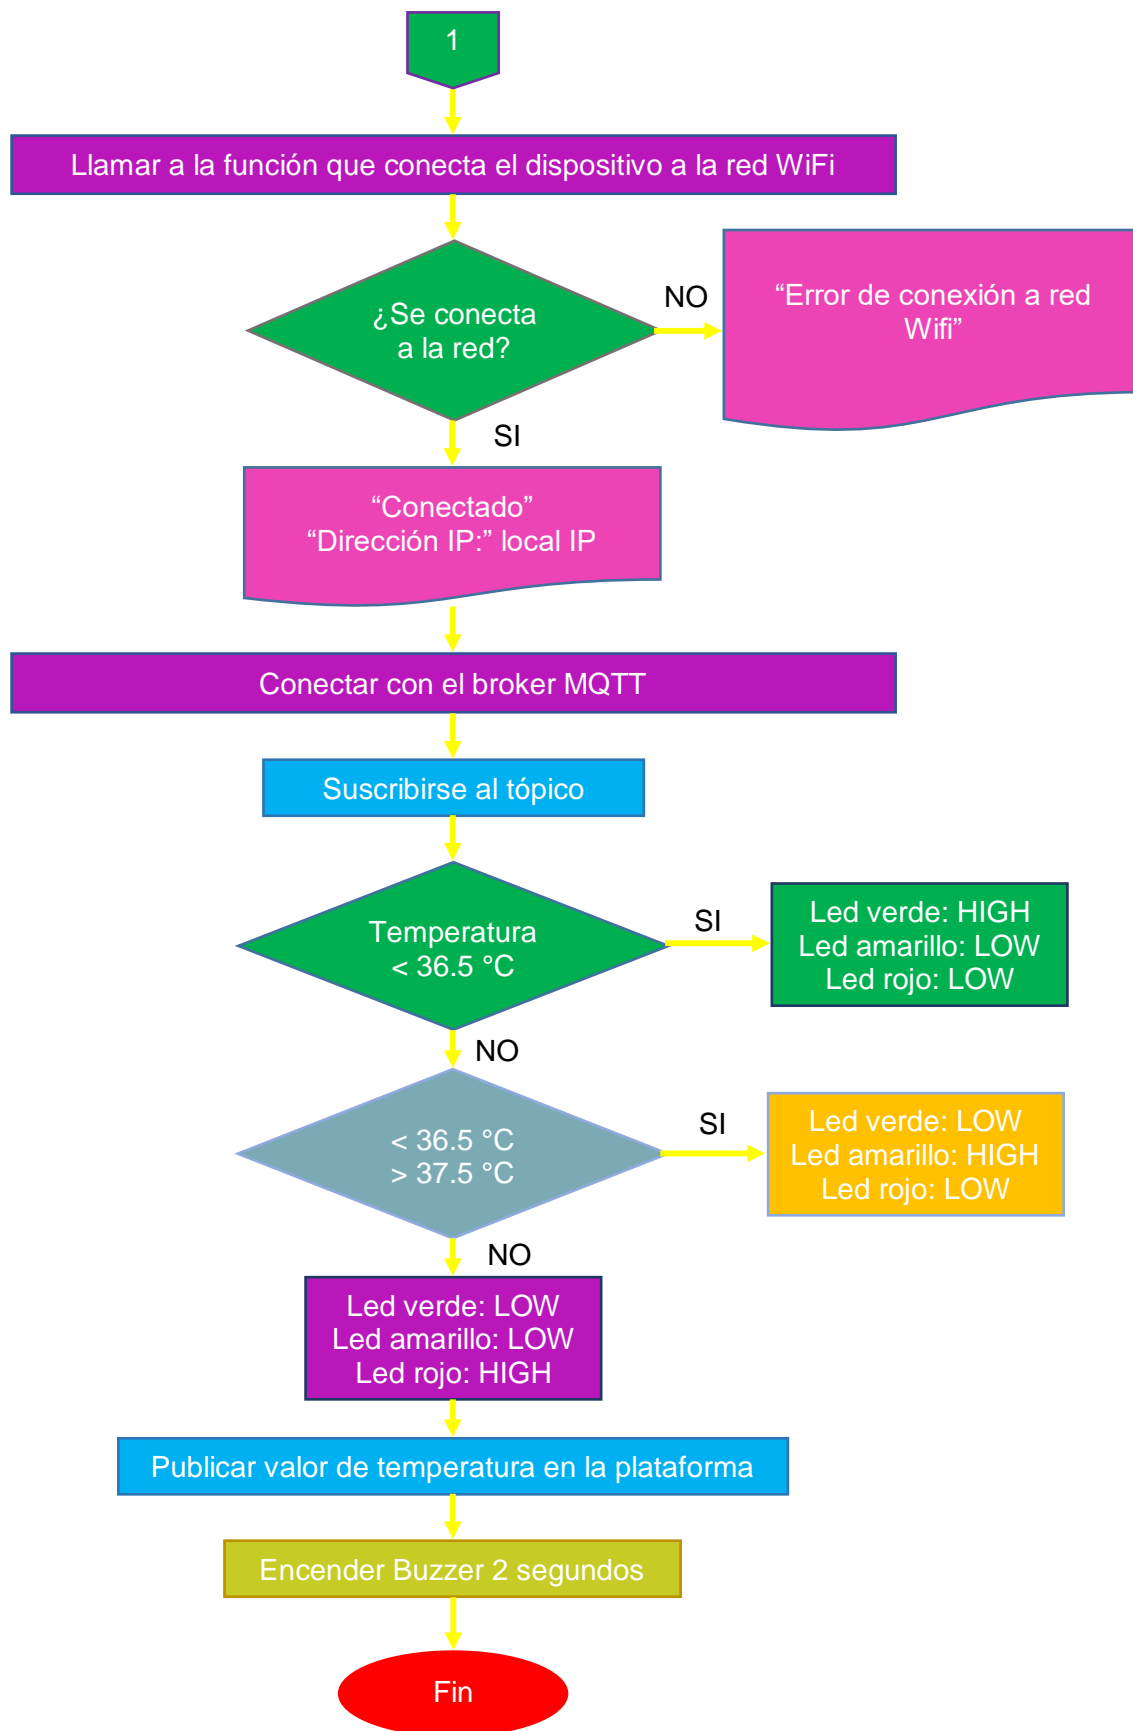 1
Llamar a la función que conecta el dispositivo a la red WiFi
¿Se conecta
a la red?
NO
“Error de conexión a red
Wifi”
SI
“Conectado”
“Dirección IP:” local IP
Conectar con el broker MQTT
Suscribirse al tópico
Temperatura
< 36.5 °C
SI
Led verde: HIGH
Led amarillo: LOW
Led rojo: LOW
NO
< 36.5 °C
> 37.5 °C
SI
Led verde: LOW
Led amarillo: HIGH
Led rojo: LOW
NO
Led verde: LOW
Led amarillo: LOW
Led rojo: HIGH
Publicar valor de temperatura en la plataforma
Encender Buzzer 2 segundos
Fin